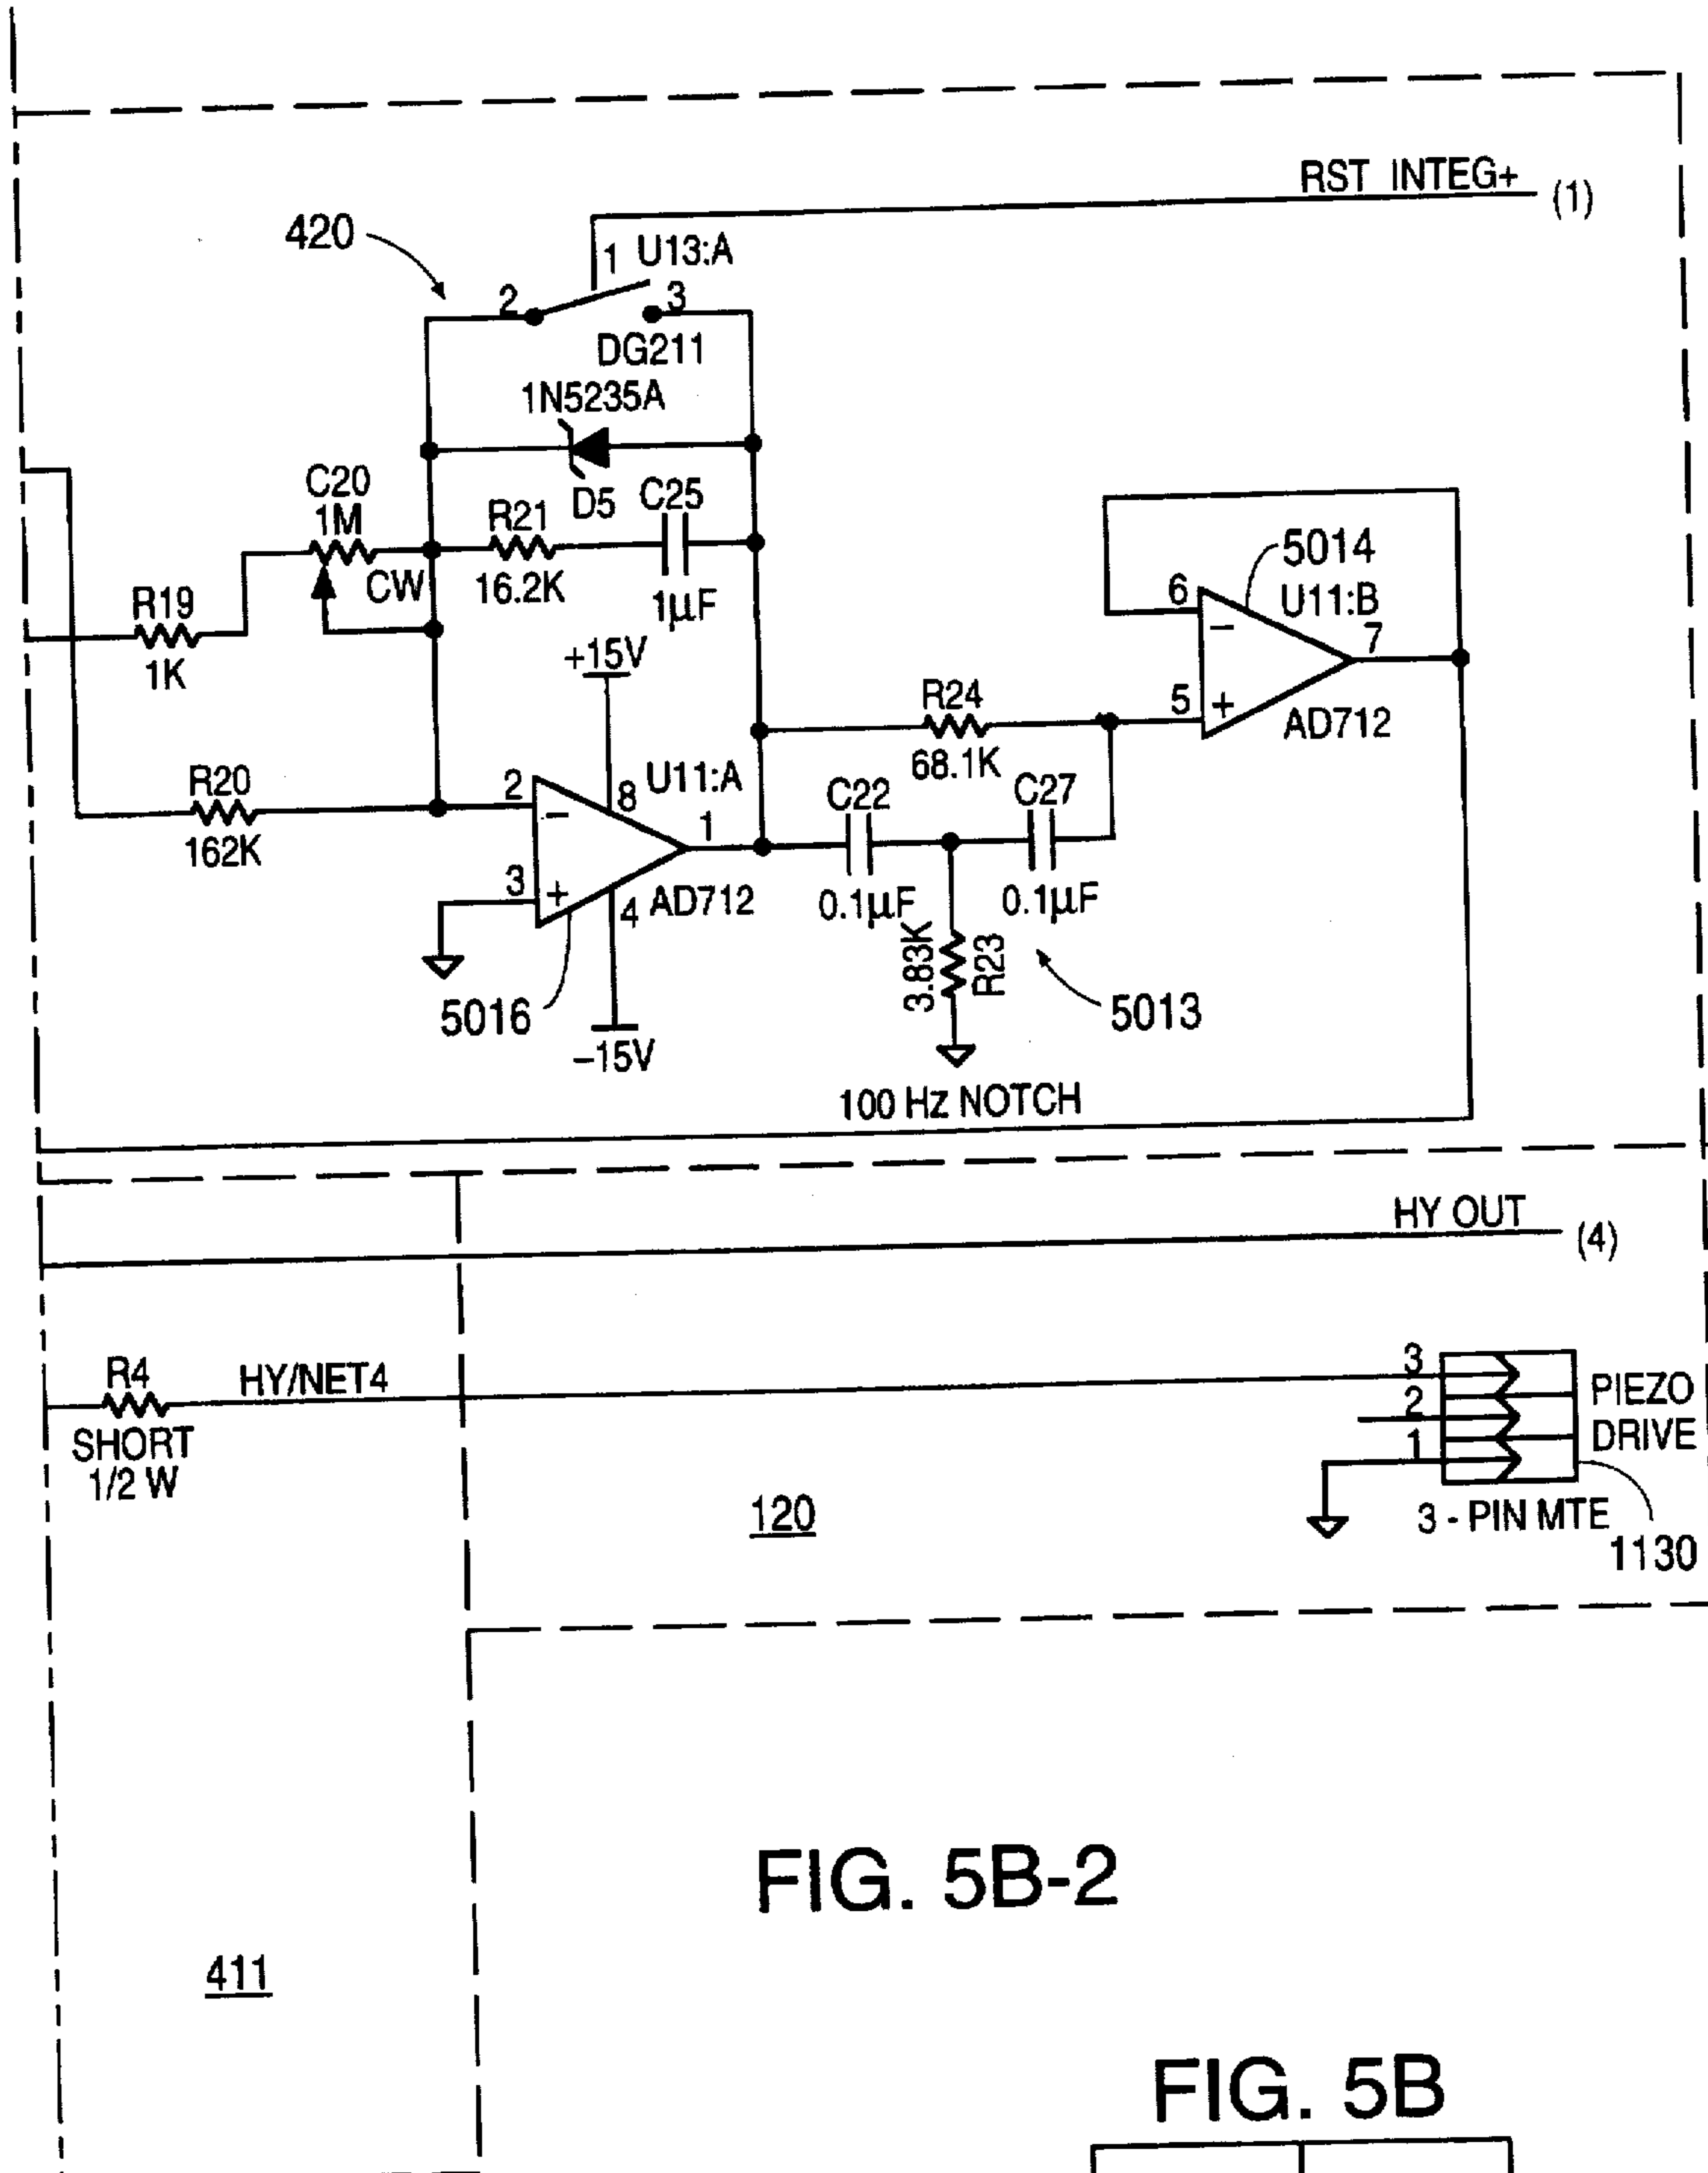 RST INTEG+ (1)
420
1 U13:A
2 3
DG211
1N5235A
D5
C20
1M
CW
R21
16.2K
C25
1µF
R19
1K
+15V
5014
U11:B
6
−
7
5
+
AD712
R24
68.1K
R20
162K
2
−
8
U11:A
1
3
+
4
AD712
C22
0.1µF
C27
0.1µF
3.83K
R23
5016
−15V
5013
100 Hz NOTCH
HY OUT (4)
R4
SHORT
1/2 W
HY/NET4
3
2
1
PIEZO
DRIVE
3 - PIN MTE
1130
120
FIG. 5B-2
411
FIG. 5B